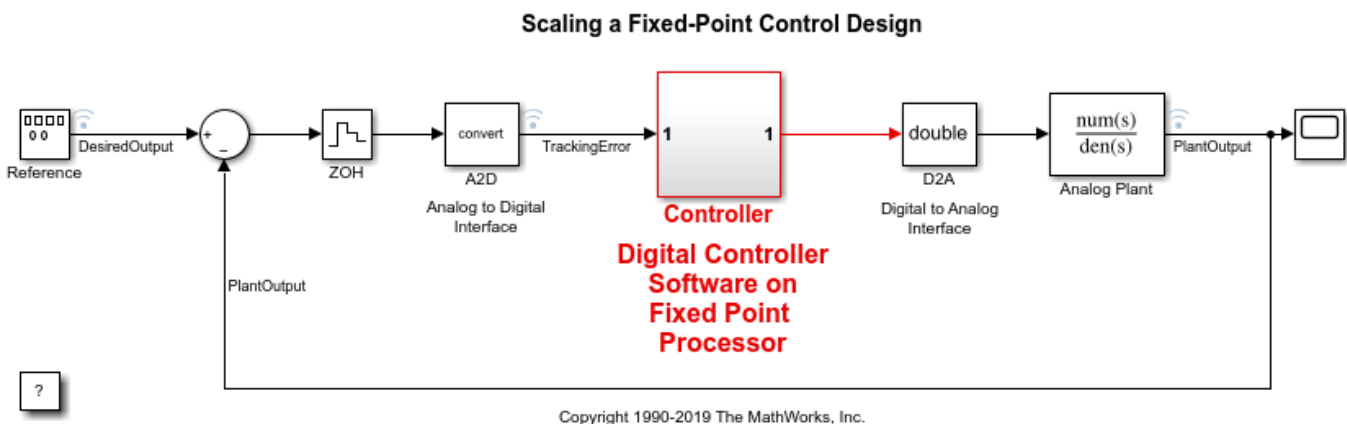 Scaling a Fixed-Point Control Design
DesiredOutput
Reference
+
−
ZOH
convert
A2D
Analog to Digital
Interface
TrackingError
1
1
Controller
Digital Controller
Software on
Fixed Point
Processor
double
D2A
Digital to Analog
Interface
num(s)
den(s)
Analog Plant
PlantOutput
PlantOutput
?
Copyright 1990-2019 The MathWorks, Inc.